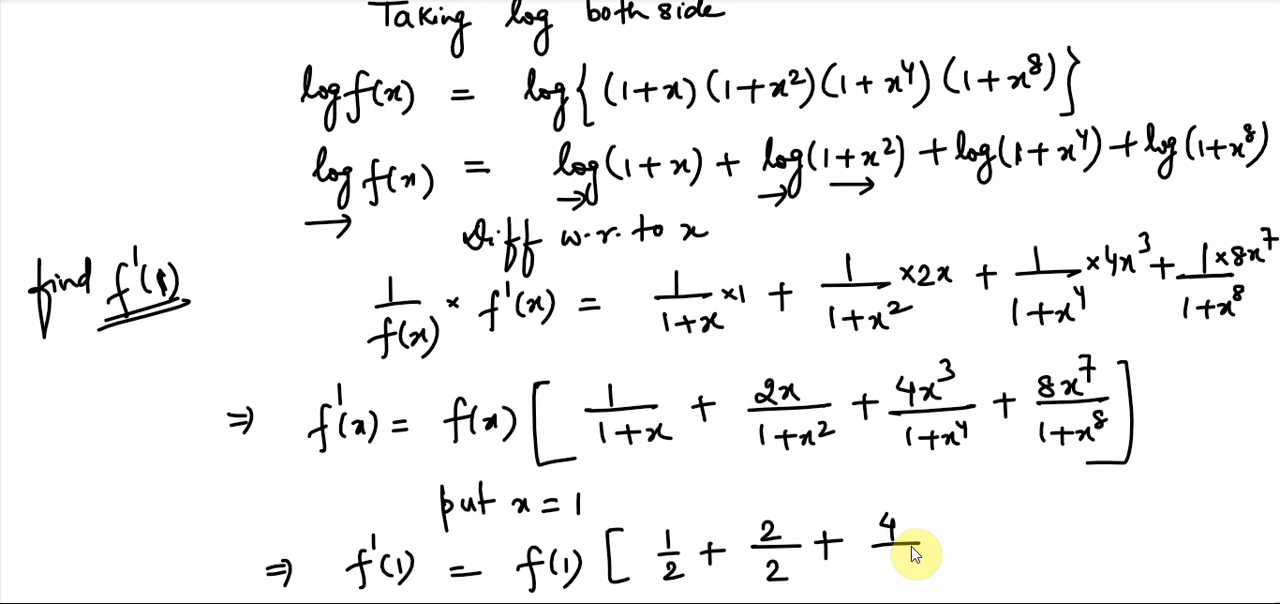 Taking log both side
log f(x) = log{(1+x)(1+x²)(1+x⁴)(1+x⁸)}
log f(x) = log(1+x) + log(1+x²) + log(1+x⁴) + log(1+x⁸)
Diff w.r. to x
find f'(1)
1/f(x) × f'(x) = 1/(1+x) ×1 + 1/(1+x²) ×2x + 1/(1+x⁴) ×4x³ + 1×8x⁷/(1+x⁸)
⇒ f'(x) = f(x) [ 1/(1+x) + 2x/(1+x²) + 4x³/(1+x⁴) + 8x⁷/(1+x⁸) ]
put x = 1
⇒ f'(1) = f(1) [ 1/2 + 2/2 + 4/